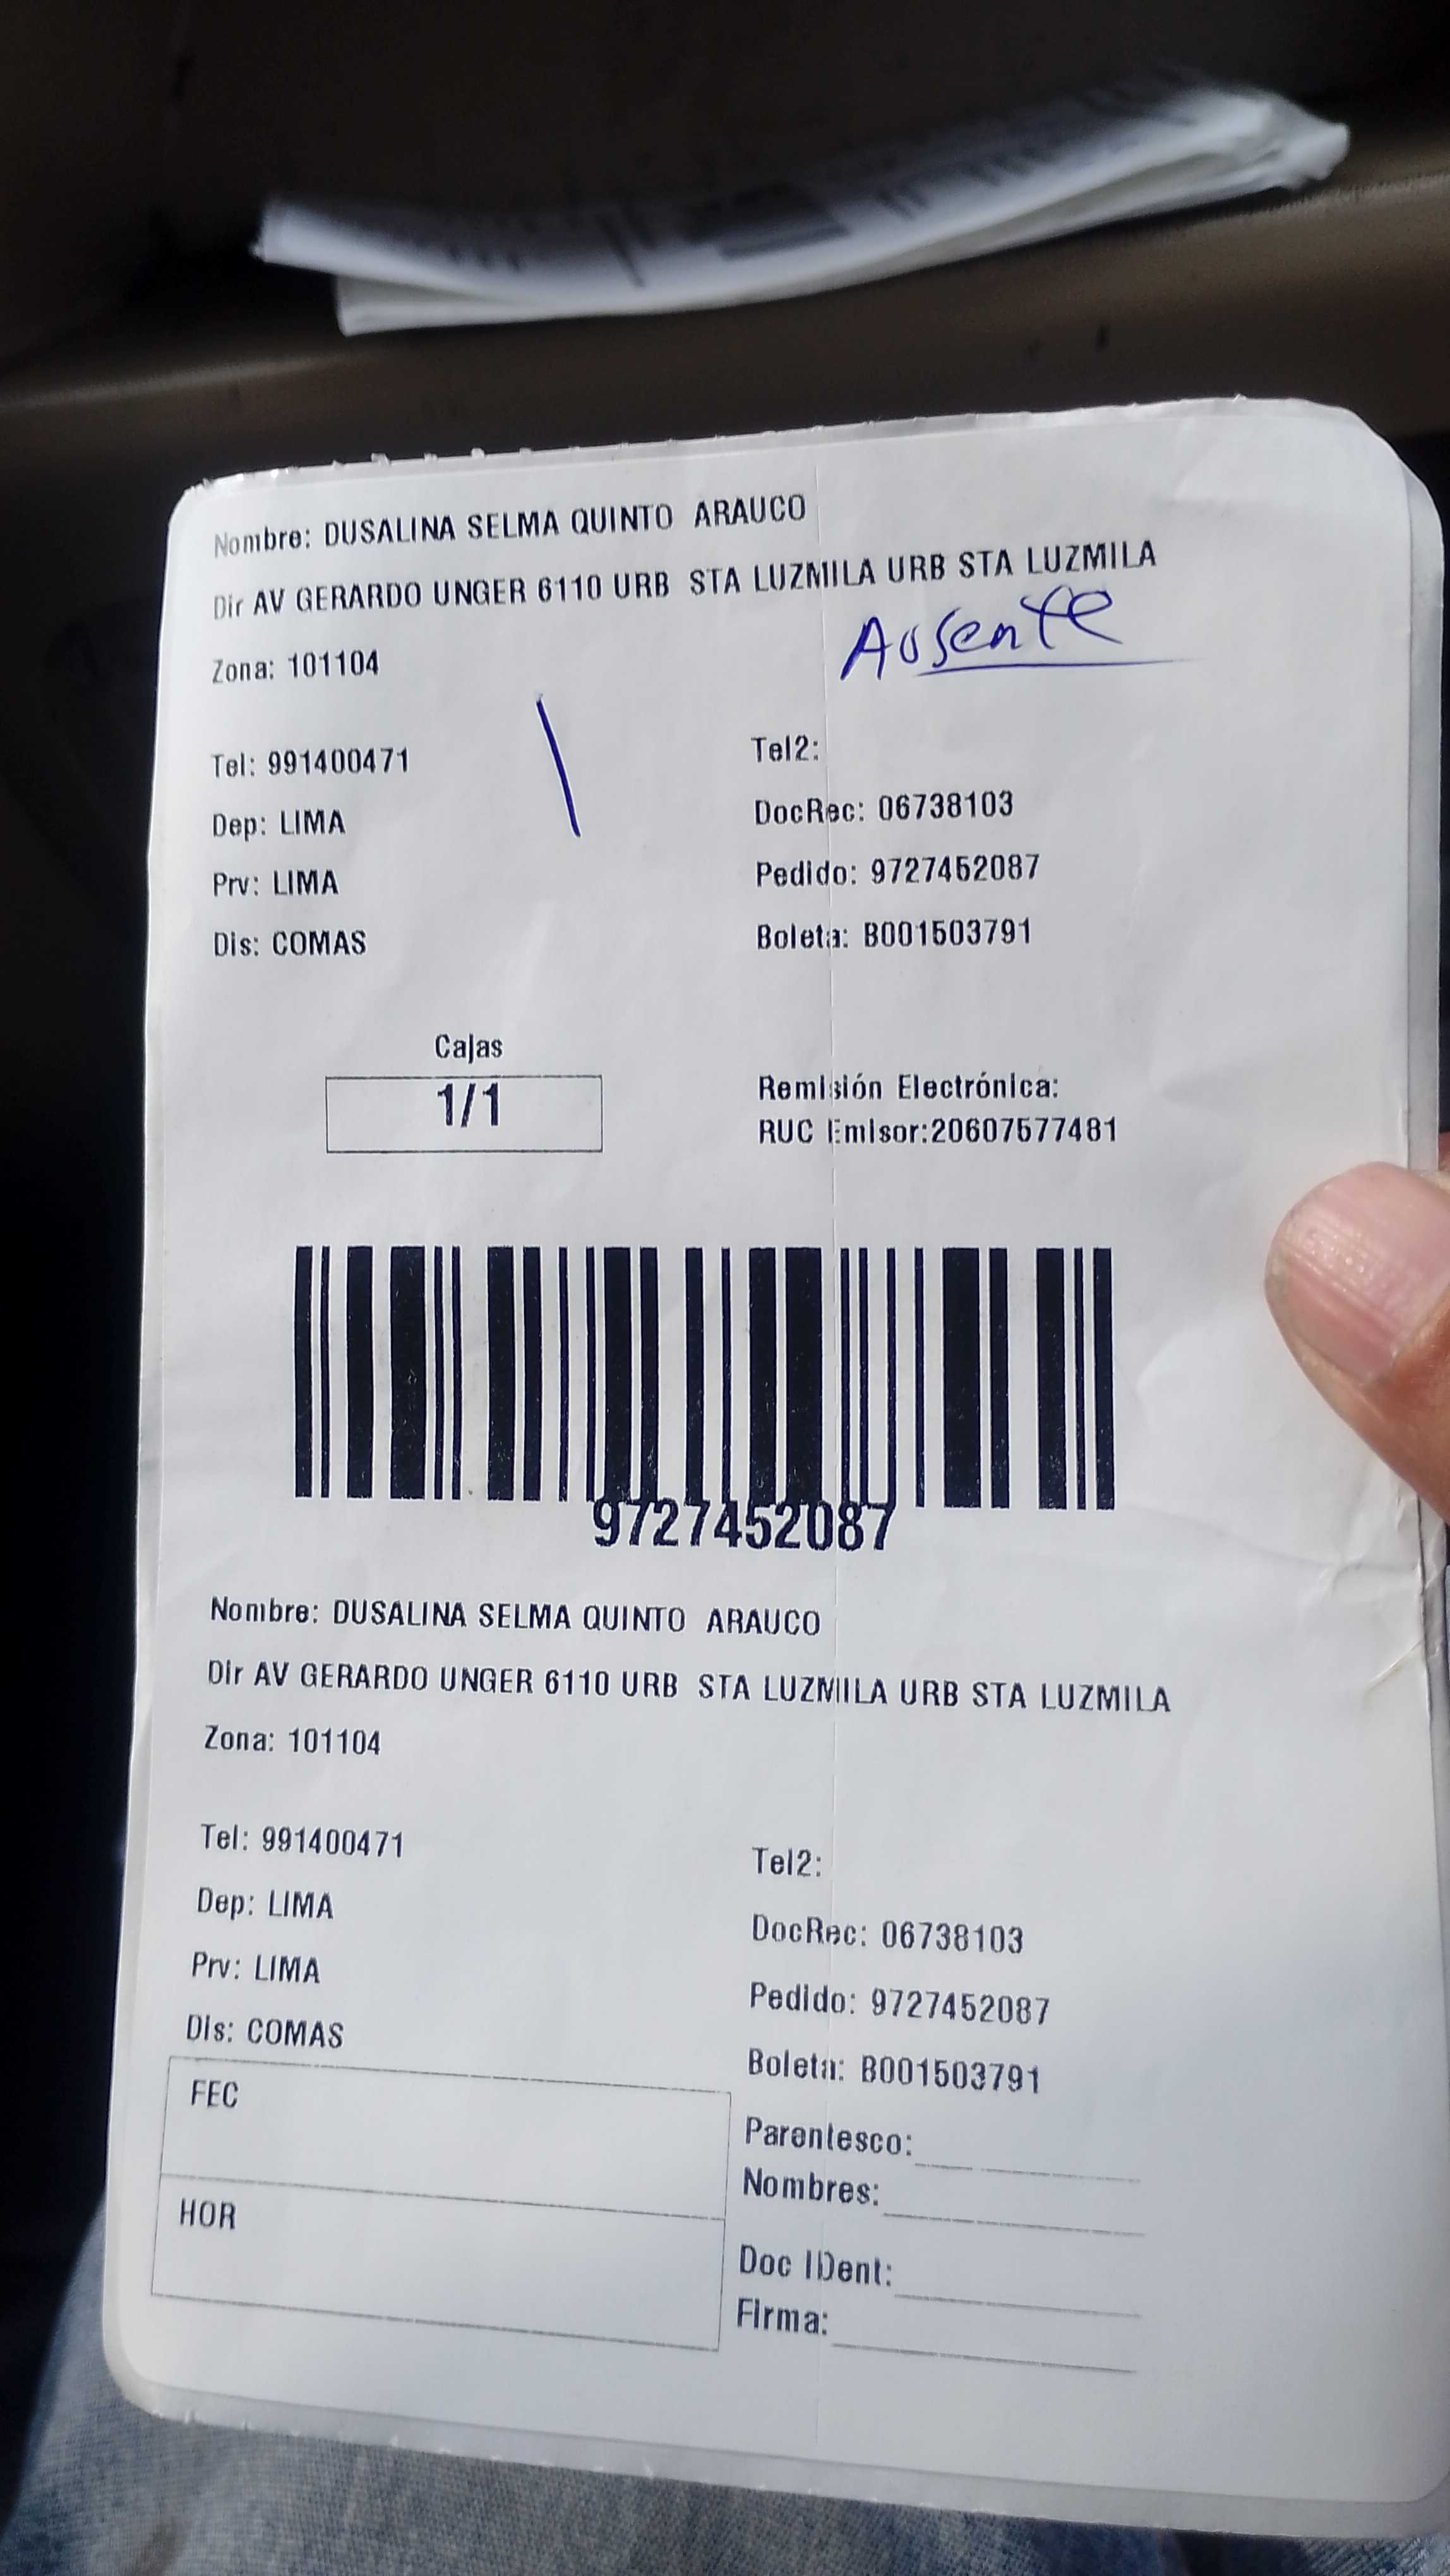 Nombre: DUSALINA SELMA QUINTO ARAUCO
Dir AV GERARDO UNGER 6110 URB STA LUZMILA URB STA LUZMILA
Ausente
Zona: 101104
Tel: 991400471
Tel2:
Dep: LIMA
DocRec: 06738103
Prv: LIMA
Pedido: 9727452087
Dis: COMAS
Boleta: B001503791
Cajas
1/1
Remisión Electrónica:
RUC Emisor:20607577481
9727452087
Nombre: DUSALINA SELMA QUINTO ARAUCO
Dir AV GERARDO UNGER 6110 URB STA LUZMILA URB STA LUZMILA
Zona: 101104
Tel: 991400471
Tel2:
Dep: LIMA
DocRec: 06738103
Prv: LIMA
Pedido: 9727452087
Dis: COMAS
Boleta: B001503791
FEC
Parentesco:
Nombres:
HOR
Doc IDent:
Firma: